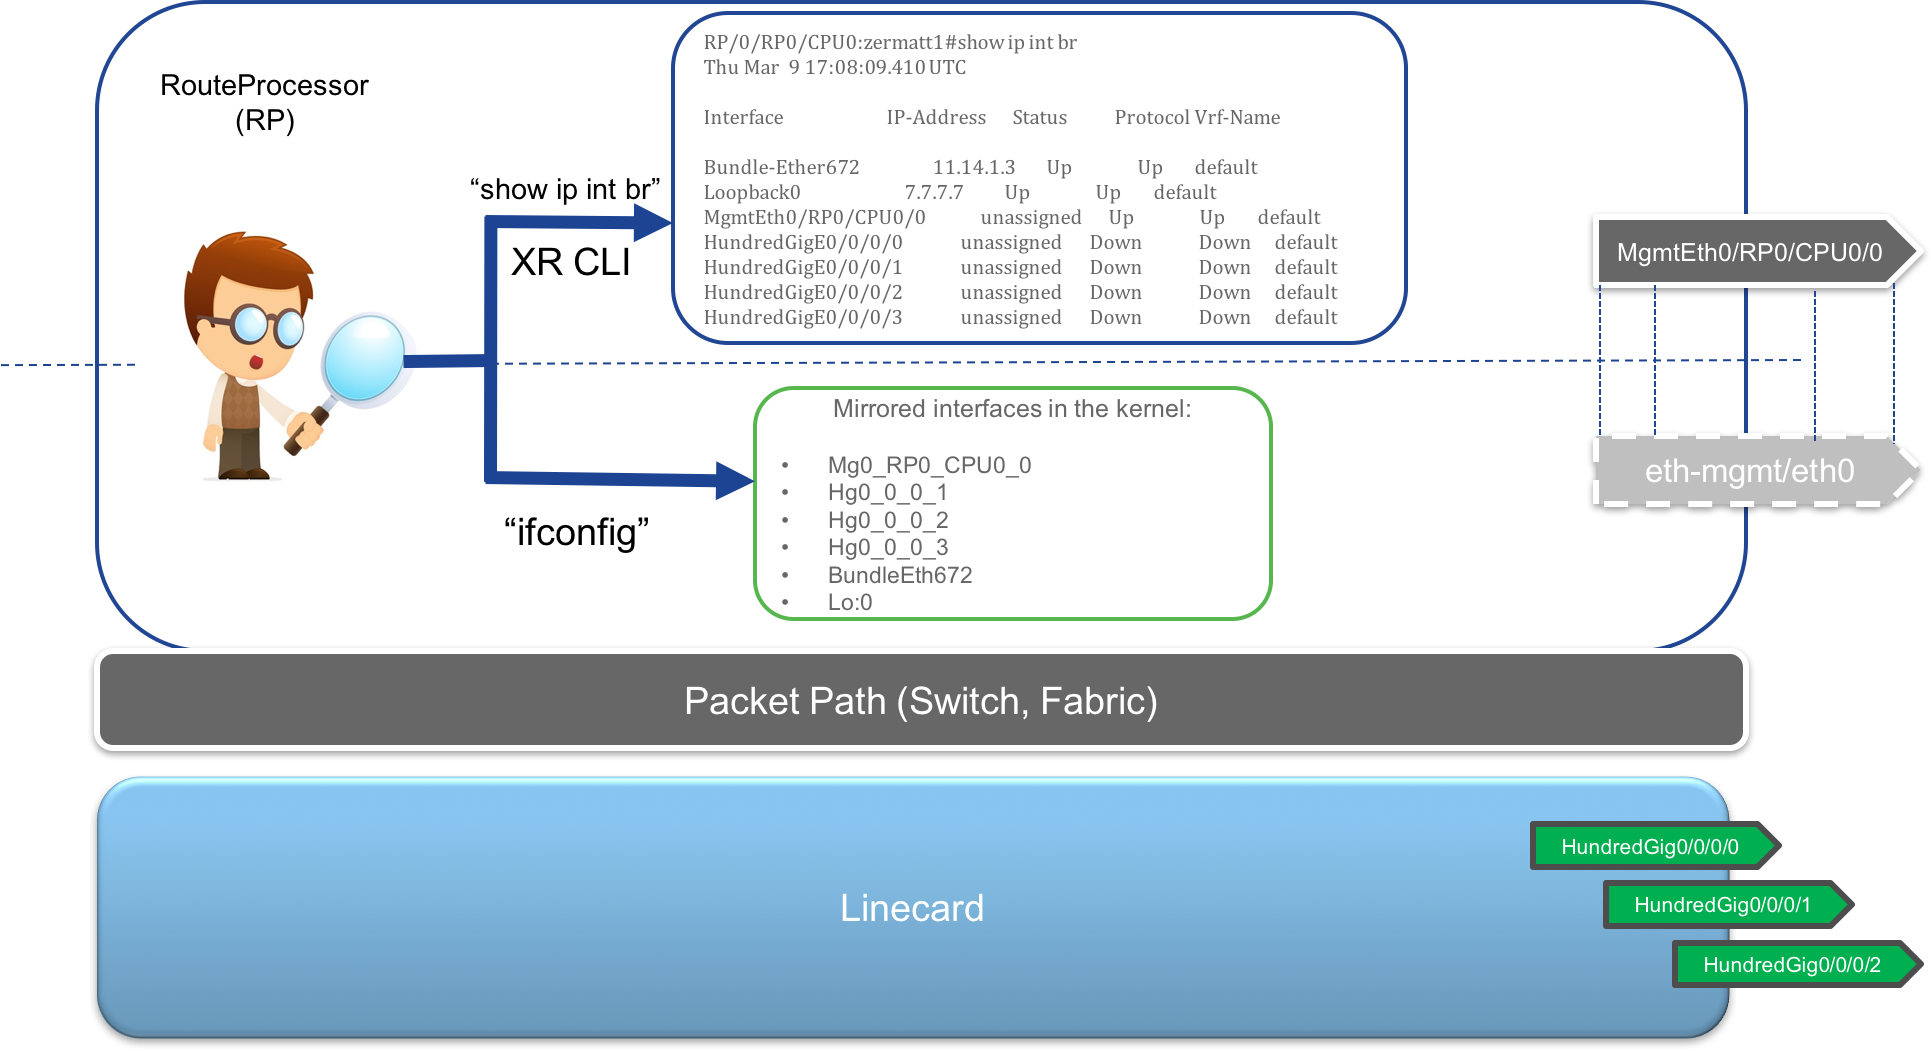 RouteProcessor
(RP)
“show ip int br”
XR CLI
RP/0/RP0/CPU0:zermatt1#show ip int br
Thu Mar  9 17:08:09.410 UTC
Interface IP-Address Status Protocol Vrf-Name
Bundle-Ether672 11.14.1.3 Up Up default
Loopback0 7.7.7.7 Up Up default
MgmtEth0/RP0/CPU0/0 unassigned Up Up default
HundredGigE0/0/0/0 unassigned Down Down default
HundredGigE0/0/0/1 unassigned Down Down default
HundredGigE0/0/0/2 unassigned Down Down default
HundredGigE0/0/0/3 unassigned Down Down default
MgmtEth0/RP0/CPU0/0
“ifconfig”
Mirrored interfaces in the kernel:
• Mg0_RP0_CPU0_0
• Hg0_0_0_1
• Hg0_0_0_2
• Hg0_0_0_3
• BundleEth672
• Lo:0
eth-mgmt/eth0
Packet Path (Switch, Fabric)
Linecard
HundredGig0/0/0/0
HundredGig0/0/0/1
HundredGig0/0/0/2